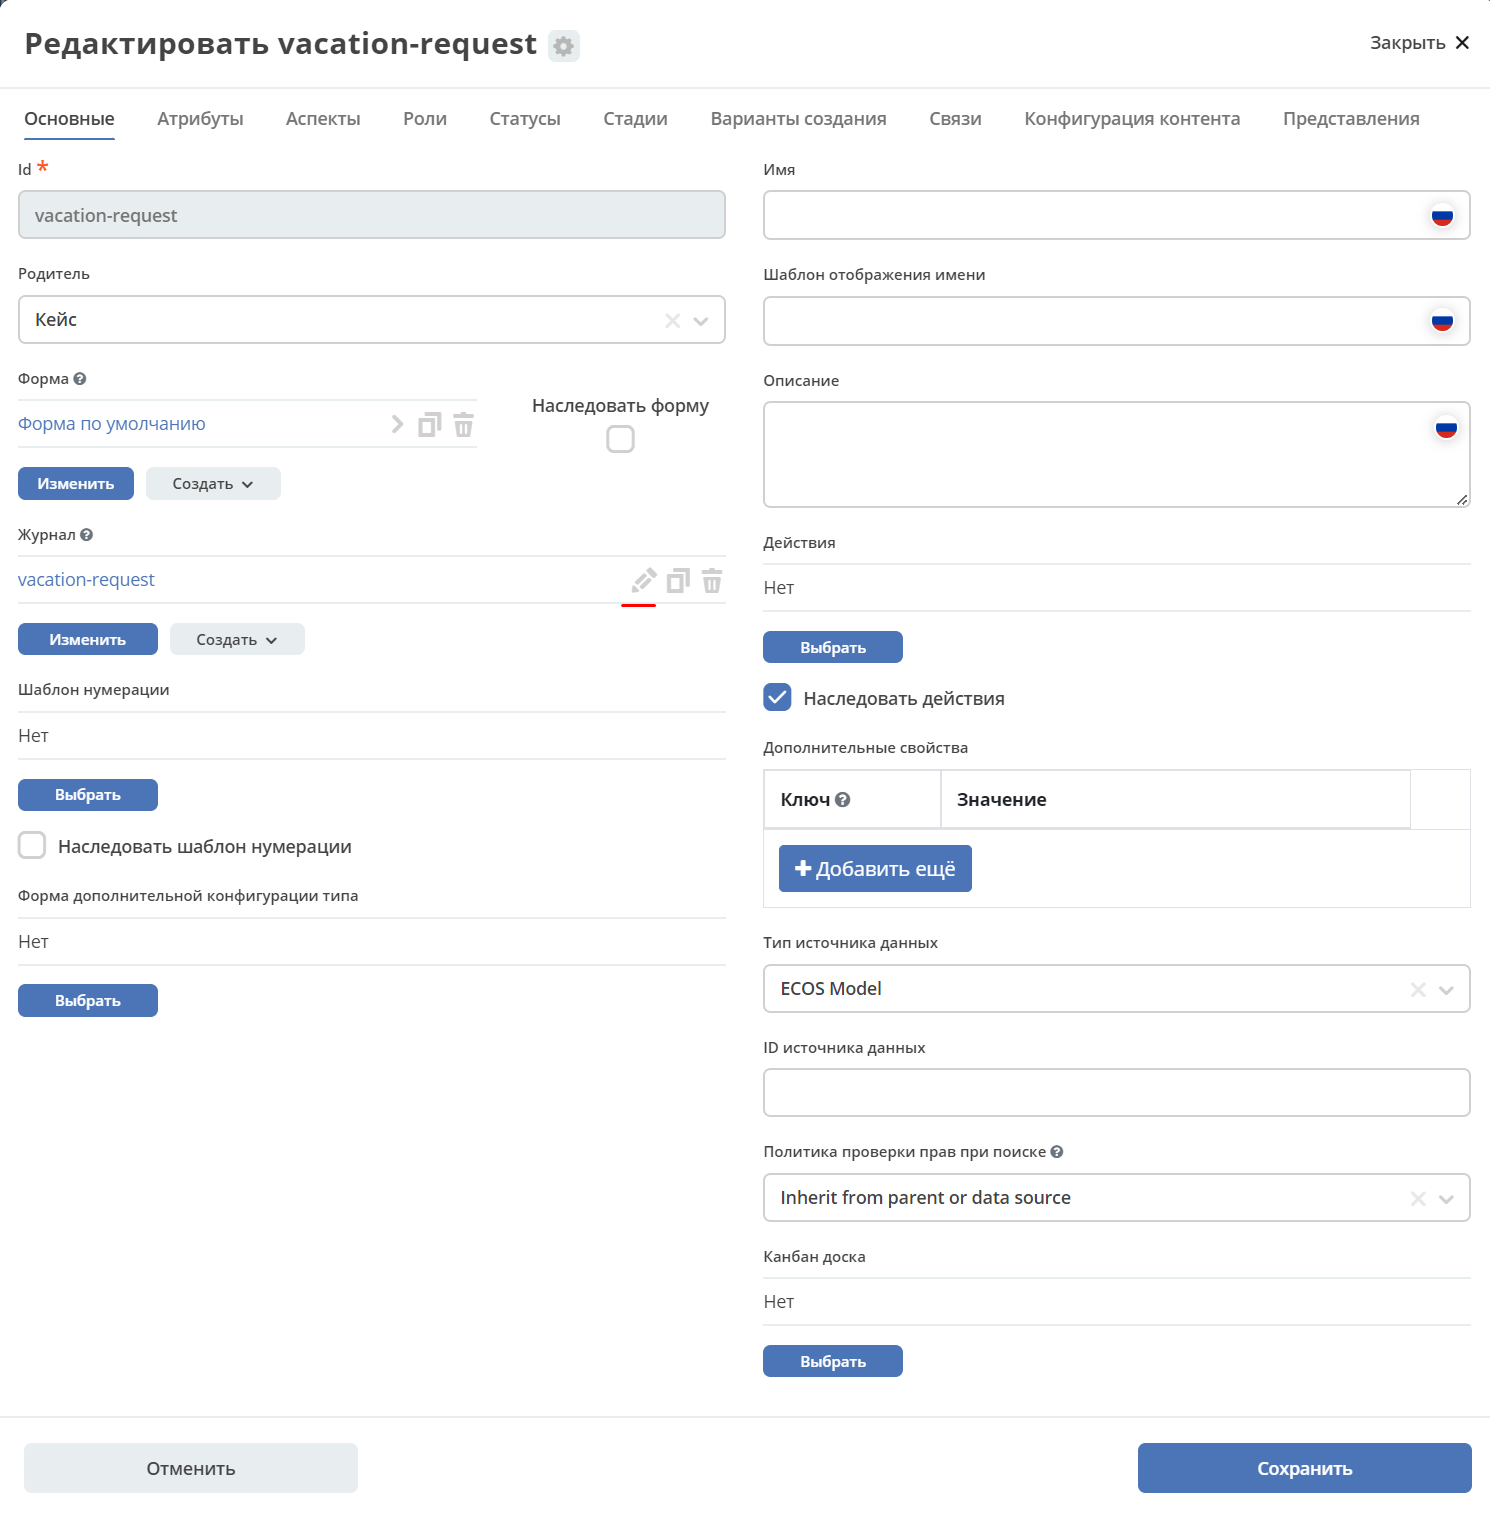 Редактировать vacation-request
Закрыть
Основные Атрибуты Аспекты Роли Статусы Стадии Варианты создания Связи Конфигурация контента Представления
Id *
vacation-request
Родитель
Кейс
Форма
Форма по умолчанию
Наследовать форму
Изменить Создать
Журнал
vacation-request
Изменить Создать
Шаблон нумерации
Нет
Выбрать
Наследовать шаблон нумерации
Форма дополнительной конфигурации типа
Нет
Выбрать
Имя
Шаблон отображения имени
Описание
Действия
Нет
Выбрать
Наследовать действия
Дополнительные свойства
Ключ Значение
Добавить ещё
Тип источника данных
ECOS Model
ID источника данных
Политика проверки прав при поиске
Inherit from parent or data source
Канбан доска
Нет
Выбрать
Отменить Сохранить